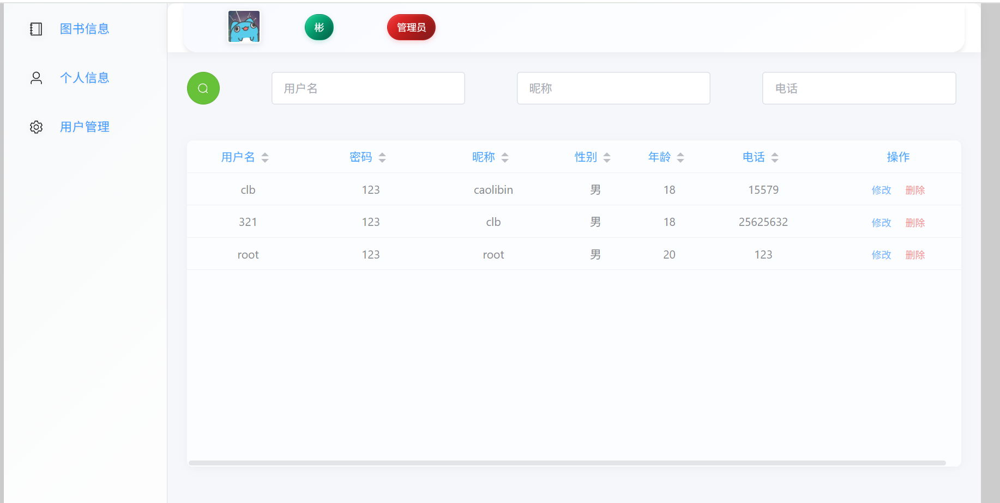 图书信息
个人信息
用户管理
彬 管理员
用户名 昵称 电话
用户名 密码 昵称 性别 年龄 电话 操作
clb 123 caolibin 男 18 15579 修改 删除
321 123 clb 男 18 25625632 修改 删除
root 123 root 男 20 123 修改 删除